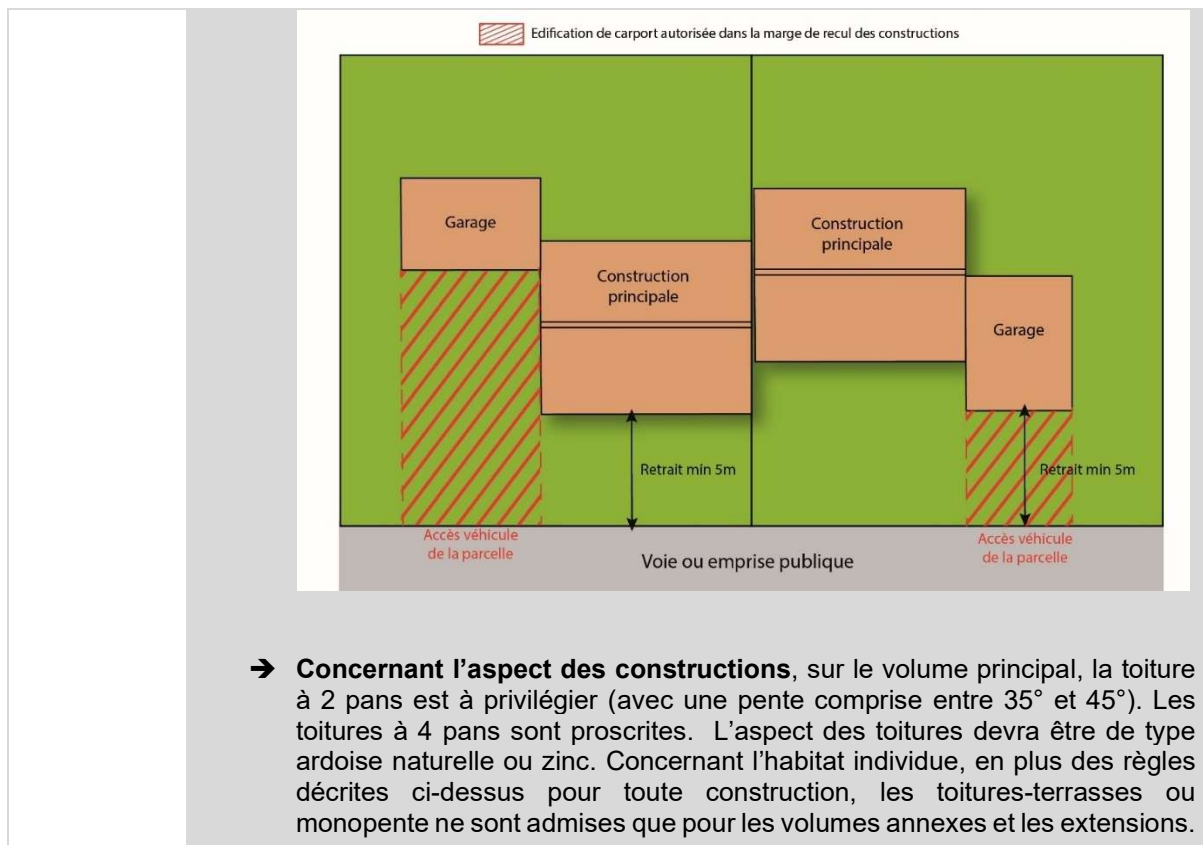 Edification de carport autorisée dans la marge de recul des constructions
Garage
Construction
principale
Construction
principale
Garage
Retrait min 5m
Retrait min 5m
Accès véhicule
de la parcelle
Voie ou emprise publique
Accès véhicule
de la parcelle
➔ Concernant l’aspect des constructions, sur le volume principal, la toiture
à 2 pans est à privilégier (avec une pente comprise entre 35° et 45°). Les
toitures à 4 pans sont proscrites. L’aspect des toitures devra être de type
ardoise naturelle ou zinc. Concernant l’habitat individue, en plus des règles
décrites ci-dessus pour toute construction, les toitures-terrasses ou
monopente ne sont admises que pour les volumes annexes et les extensions.